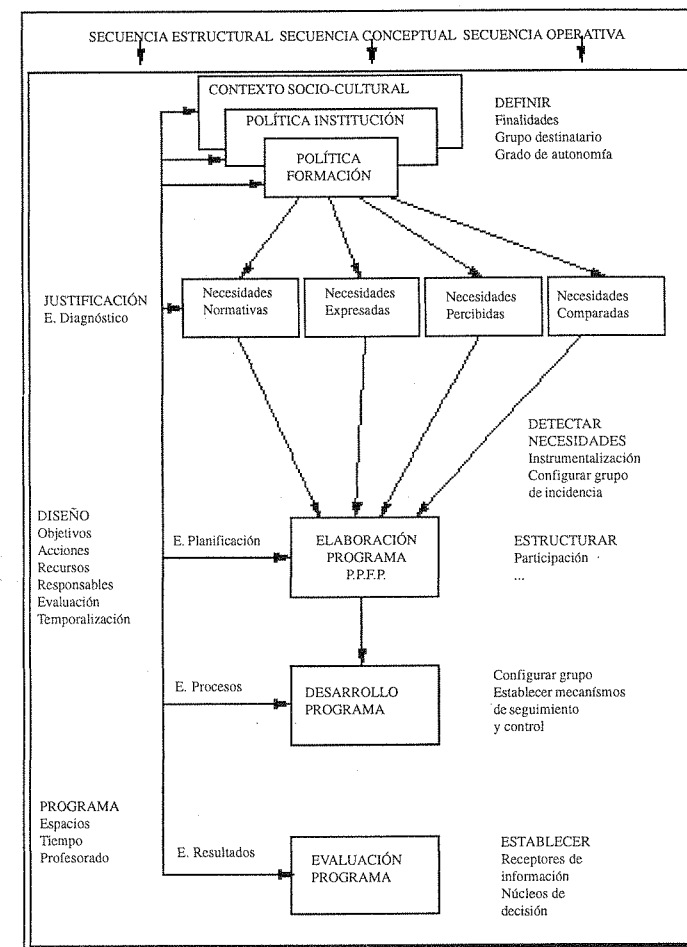 SECUENCIA ESTRUCTURAL SECUENCIA CONCEPTUAL SECUENCIA OPERATIVA
CONTEXTO SOCIO-CULTURAL
POLÍTICA INSTITUCIÓN
POLÍTICA
FORMACIÓN
DEFINIR
Finalidades
Grupo destinatario
Grado de autonomía
JUSTIFICACIÓN
E. Diagnóstico
Necesidades
Normativas
Necesidades
Expresadas
Necesidades
Percibidas
Necesidades
Comparadas
DETECTAR
NECESIDADES
Instrumentalización
Configurar grupo
de incidencia
DISEÑO
Objetivos
Acciones
Recursos
Responsables
Evaluación
Temporalización
E. Planificación
ELABORACIÓN
PROGRAMA
P.P.F.P.
ESTRUCTURAR
Participación
...
E. Procesos
DESARROLLO
PROGRAMA
Configurar grupo
Establecer mecanísmos
de seguimiento
y control
PROGRAMA
Espacios
Tiempo
Profesorado
E. Resultados
EVALUACIÓN
PROGRAMA
ESTABLECER
Receptores de
información
Núcleos de
decisión